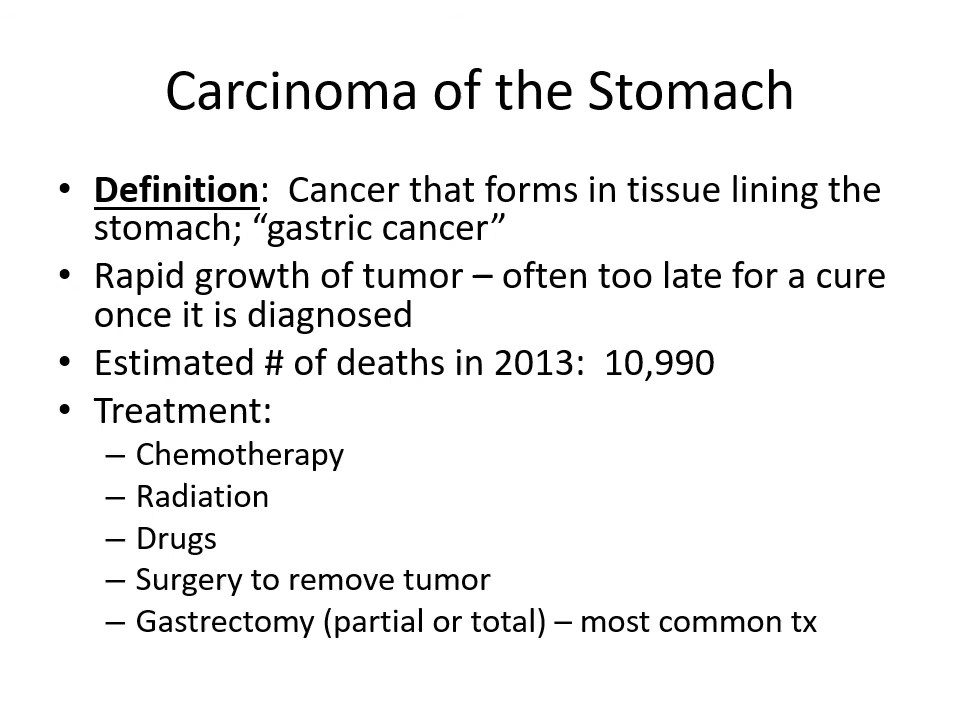 Carcinoma of the Stomach
• Definition: Cancer that forms in tissue lining the
stomach; “gastric cancer”
• Rapid growth of tumor – often too late for a cure
once it is diagnosed
• Estimated # of deaths in 2013: 10,990
• Treatment:
– Chemotherapy
– Radiation
– Drugs
– Surgery to remove tumor
– Gastrectomy (partial or total) – most common tx